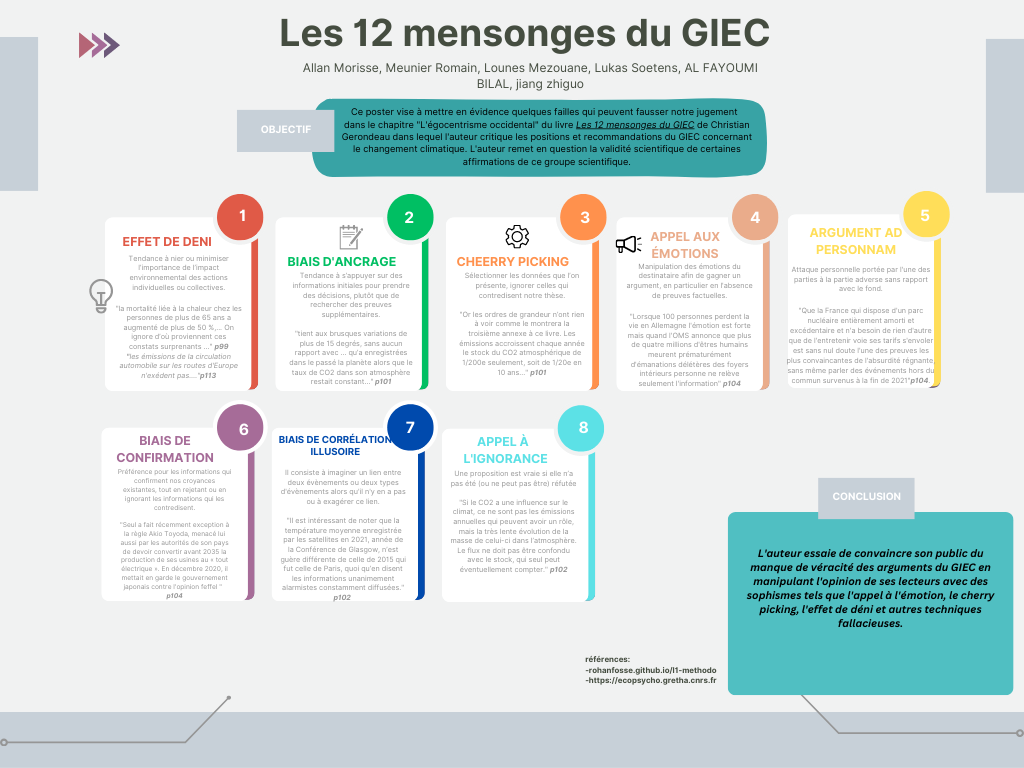 Les 12 mensonges du GIEC
Allan Morisse, Meunier Romain, Lounes Mezouane, Lukas Soetens, AL FAYOUMI
BILAL, jiang zhiguo
OBJECTIF
Ce poster vise à mettre en évidence quelques failles qui peuvent fausser notre jugement
dans le chapitre "L'égocentrisme occidental" du livre Les 12 mensonges du GIEC de Christian
Gerondeau dans lequel l'auteur critique les positions et recommandations du GIEC concernant
le changement climatique. L'auteur remet en question la validité scientifique de certaines
affirmations de ce groupe scientifique.
1
EFFET DE DENI
Tendance à nier ou minimiser
l'importance de l'impact
environnemental des actions
individuelles ou collectives.
"la mortalité liée à la chaleur chez les
personnes de plus de 65 ans a
augmenté de plus de 50 %,... On
ignore d'où proviennent ces
constats surprenants ..." p99
"les émissions de la circulation
automobile sur les routes d'Europe
n'exèdent pas...."p113
2
BIAIS D'ANCRAGE
Tendance à s'appuyer sur des
informations initiales pour prendre
des décisions, plutôt que de
rechercher des preuves
supplémentaires.
"tient aux brusques variations de
plus de 15 degrés, sans aucun
rapport avec ... qu'a enregistrées
dans le passé la planète alors que le
taux de CO2 dans son atmosphère
restait constant..." p101
3
CHEERRY PICKING
Sélectionner les données que l'on
présente, ignorer celles qui
contredisent notre thèse.
"Or les ordres de grandeur n'ont rien
à voir comme le montrera la
troisième annexe à ce livre. Les
émissions accroissent chaque année
le stock du CO2 atmosphérique de
1/200e seulement, soit de 1/20e en
10 ans..." p101
4
APPEL AUX
ÉMOTIONS
Manipulation des émotions du
destinataire afin de gagner un
argument, en particulier en l'absence
de preuves factuelles.
"Lorsque 100 personnes perdent la
vie en Allemagne l'émotion est forte
mais quand l'OMS annonce que plus
de quatre millions d'êtres humains
meurent prématurément
d'émanations délétères des foyers
intérieurs personne ne relève
seulement l'information" p104
5
ARGUMENT AD
PERSONNAM
Attaque personnelle portée par l'une des
parties à la partie adverse sans rapport
avec le fond.
"Que la France qui dispose d'un parc
nucléaire entièrement amorti et
excédentaire et n'a besoin de rien d'autre
que de l'entretenir voie ses tarifs s'envoler
est sans nul doute l'une des preuves les
plus convaincantes de l'absurdité régnante,
sans même parler des événements hors du
commun survenus à la fin de 2021"p104.
6
BIAIS DE
CONFIRMATION
Préférence pour les informations qui
confirment nos croyances
existantes, tout en rejetant ou en
ignorant les informations qui les
contredisent.
"Seul a fait récemment exception à
la règle Akio Toyoda, menacé lui
aussi par les autorités de son pays
de devoir convertir avant 2035 la
production de ses usines au « tout
électrique ». En décembre 2020, il
mettait en garde le gouvernement
japonais contre l'opinion feffel "
p104
7
BIAIS DE CORRÉLATION
ILLUSOIRE
Il consiste à imaginer un lien entre
deux évènements ou deux types
d'évènements alors qu'il n'y en a pas
ou à exagérer ce lien.
"Il est intéressant de noter que la
température moyenne enregistrée
par les satellites en 2021, année de
la Conférence de Glasgow, n'est
guère différente de celle de 2015 qui
fut celle de Paris, quoi qu'en disent
les informations unanimement
alarmistes constamment diffusées."
p102
8
APPEL À
L'IGNORANCE
Une proposition est vraie si elle n'a
pas été (ou ne peut pas être) réfutée
"Si le CO2 a une influence sur le
climat, ce ne sont pas les émissions
annuelles qui peuvent avoir un rôle,
mais la très lente évolution de la
masse de celui-ci dans l'atmosphère.
Le flux ne doit pas être confondu
avec le stock, qui seul peut
éventuellement compter." p102
CONCLUSION
L'auteur essaie de convaincre son public du
manque de véracité des arguments du GIEC en
manipulant l'opinion de ses lecteurs avec des
sophismes tels que l'appel à l'émotion, le cherry
picking, l'effet de déni et autres techniques
fallacieuses.
références:
-rohanfosse.github.io/l1-methodo
-https://ecopsycho.gretha.cnrs.fr